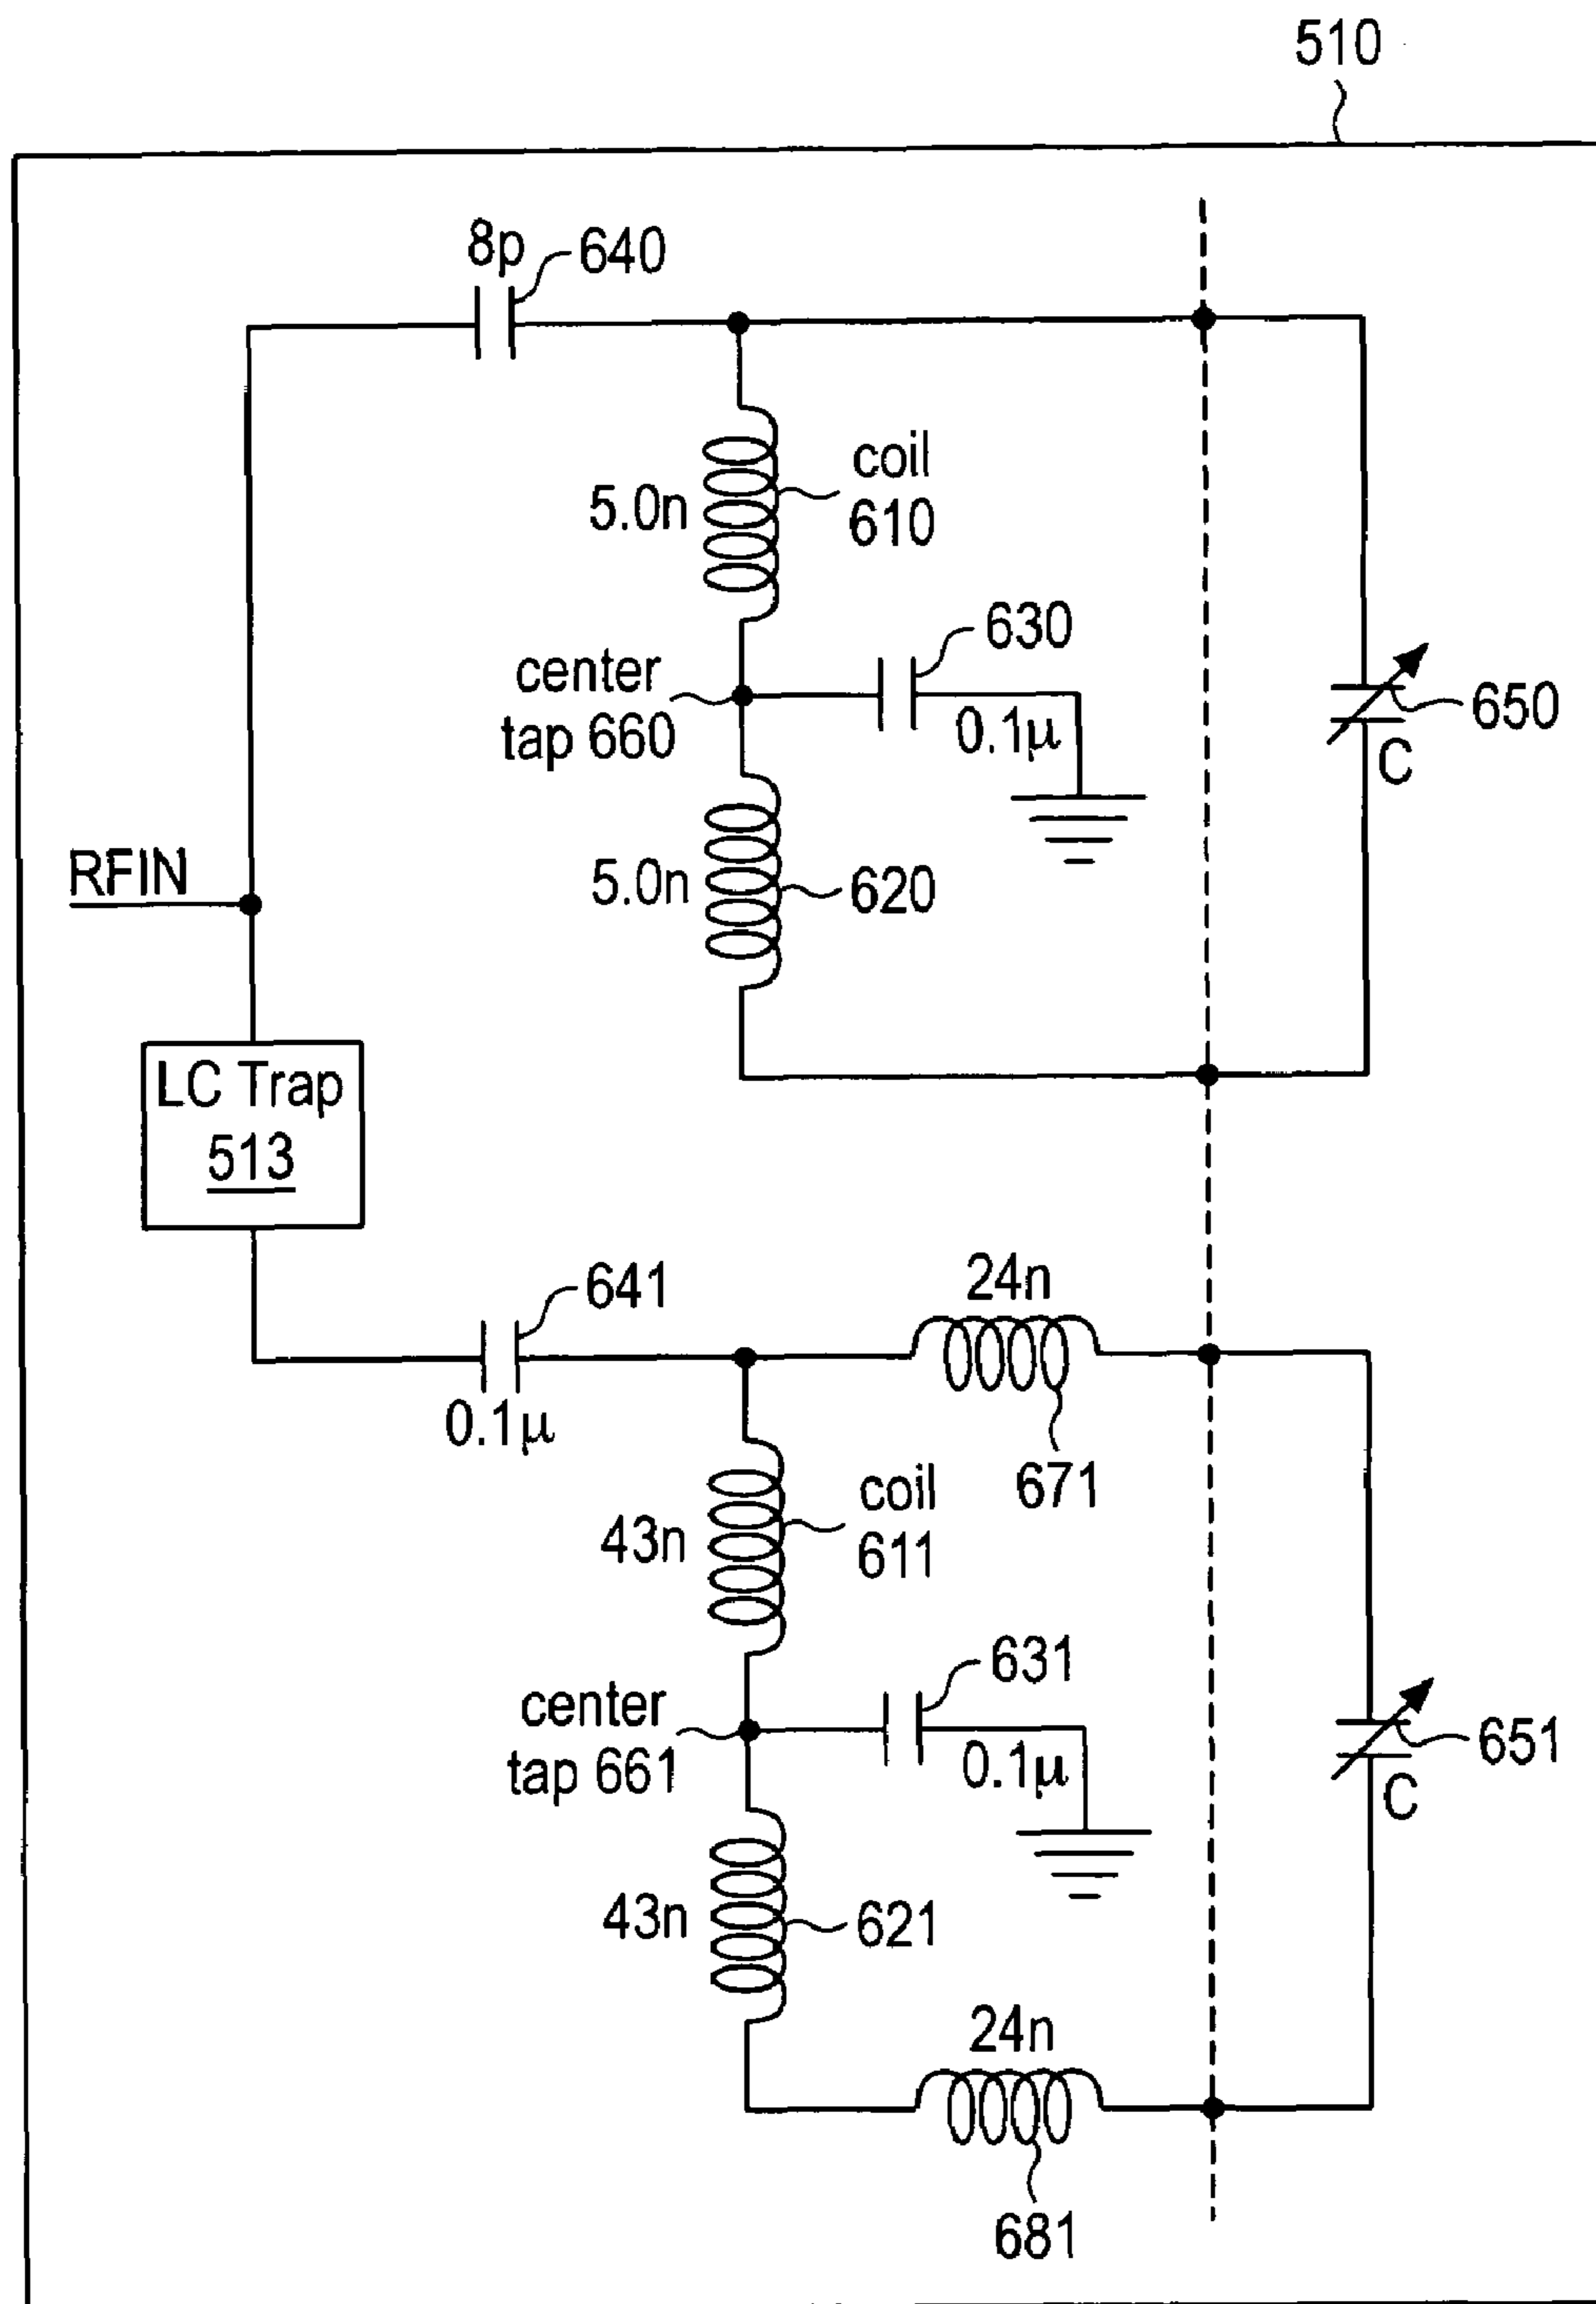 510
8p
640
coil
610
5.0n
630
center
tap 660
0.1µ
650
C
RFIN
5.0n
620
LC Trap
513
641
24n
0.1µ
671
coil
611
43n
631
center
tap 661
0.1µ
651
C
43n
621
24n
681